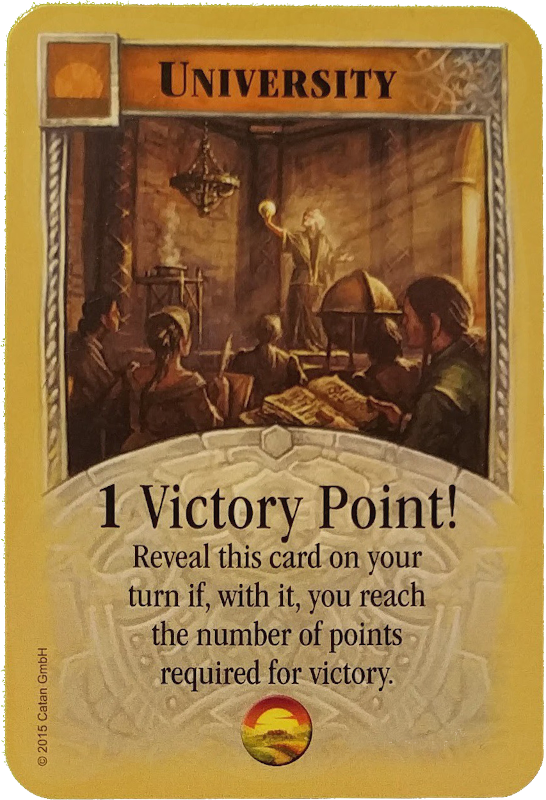 UNIVERSITY
1 Victory Point!
Reveal this card on your
turn if, with it, you reach
the number of points
required for victory.
© 2015 Catan GmbH